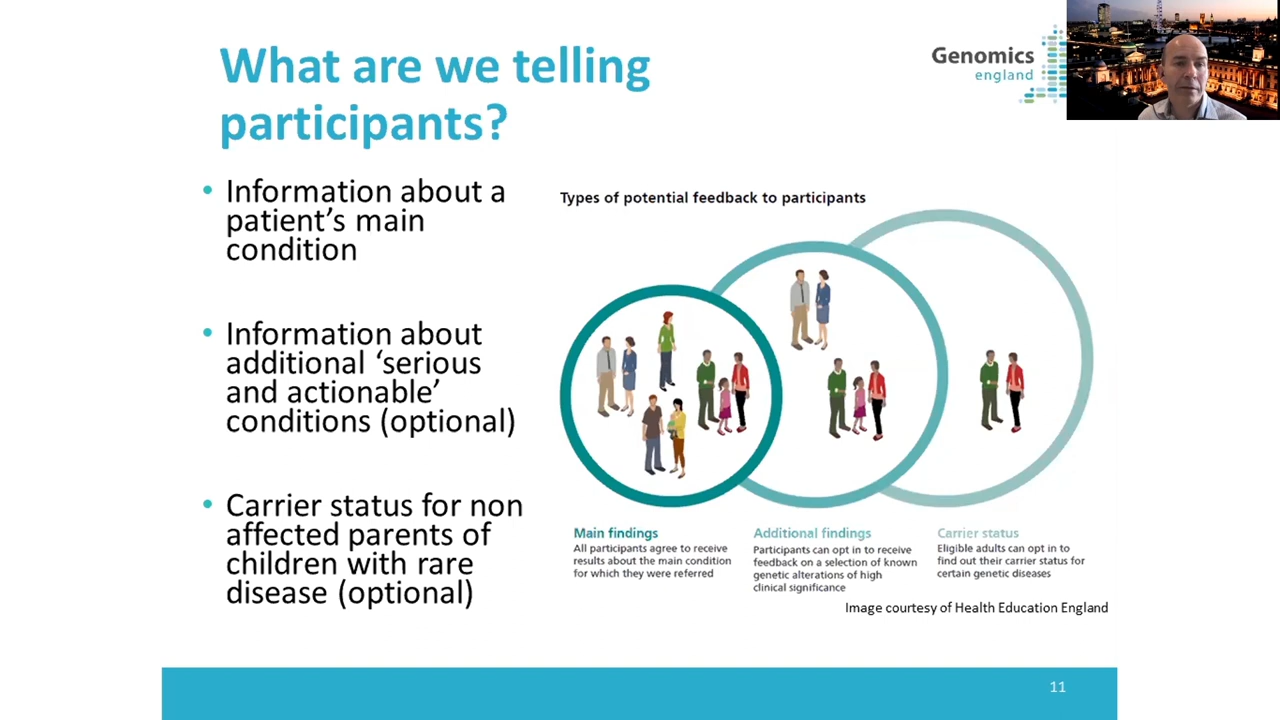 What are we telling
participants?
Genomics
england
• Information about a
patient’s main
condition
• Information about
additional ‘serious
and actionable’
conditions (optional)
• Carrier status for non
affected parents of
children with rare
disease (optional)
Types of potential feedback to participants
Main findings
All participants agree to receive
results about the main condition
for which they were referred
Additional findings
Participants can opt in to receive
feedback on a selection of known
genetic alterations of high
clinical significance
Carrier status
Eligible adults can opt in to
find out their carrier status for
certain genetic diseases
Image courtesy of Health Education England
11